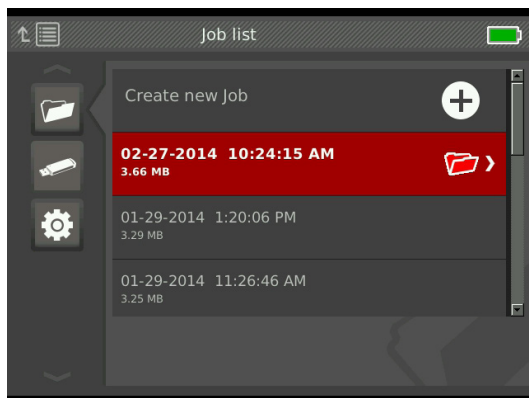 Job list
Create new Job
02-27-2014 10:24:15 AM
3.66 MB
01-29-2014 1:20:06 PM
3.29 MB
01-29-2014 11:26:46 AM
3.25 MB